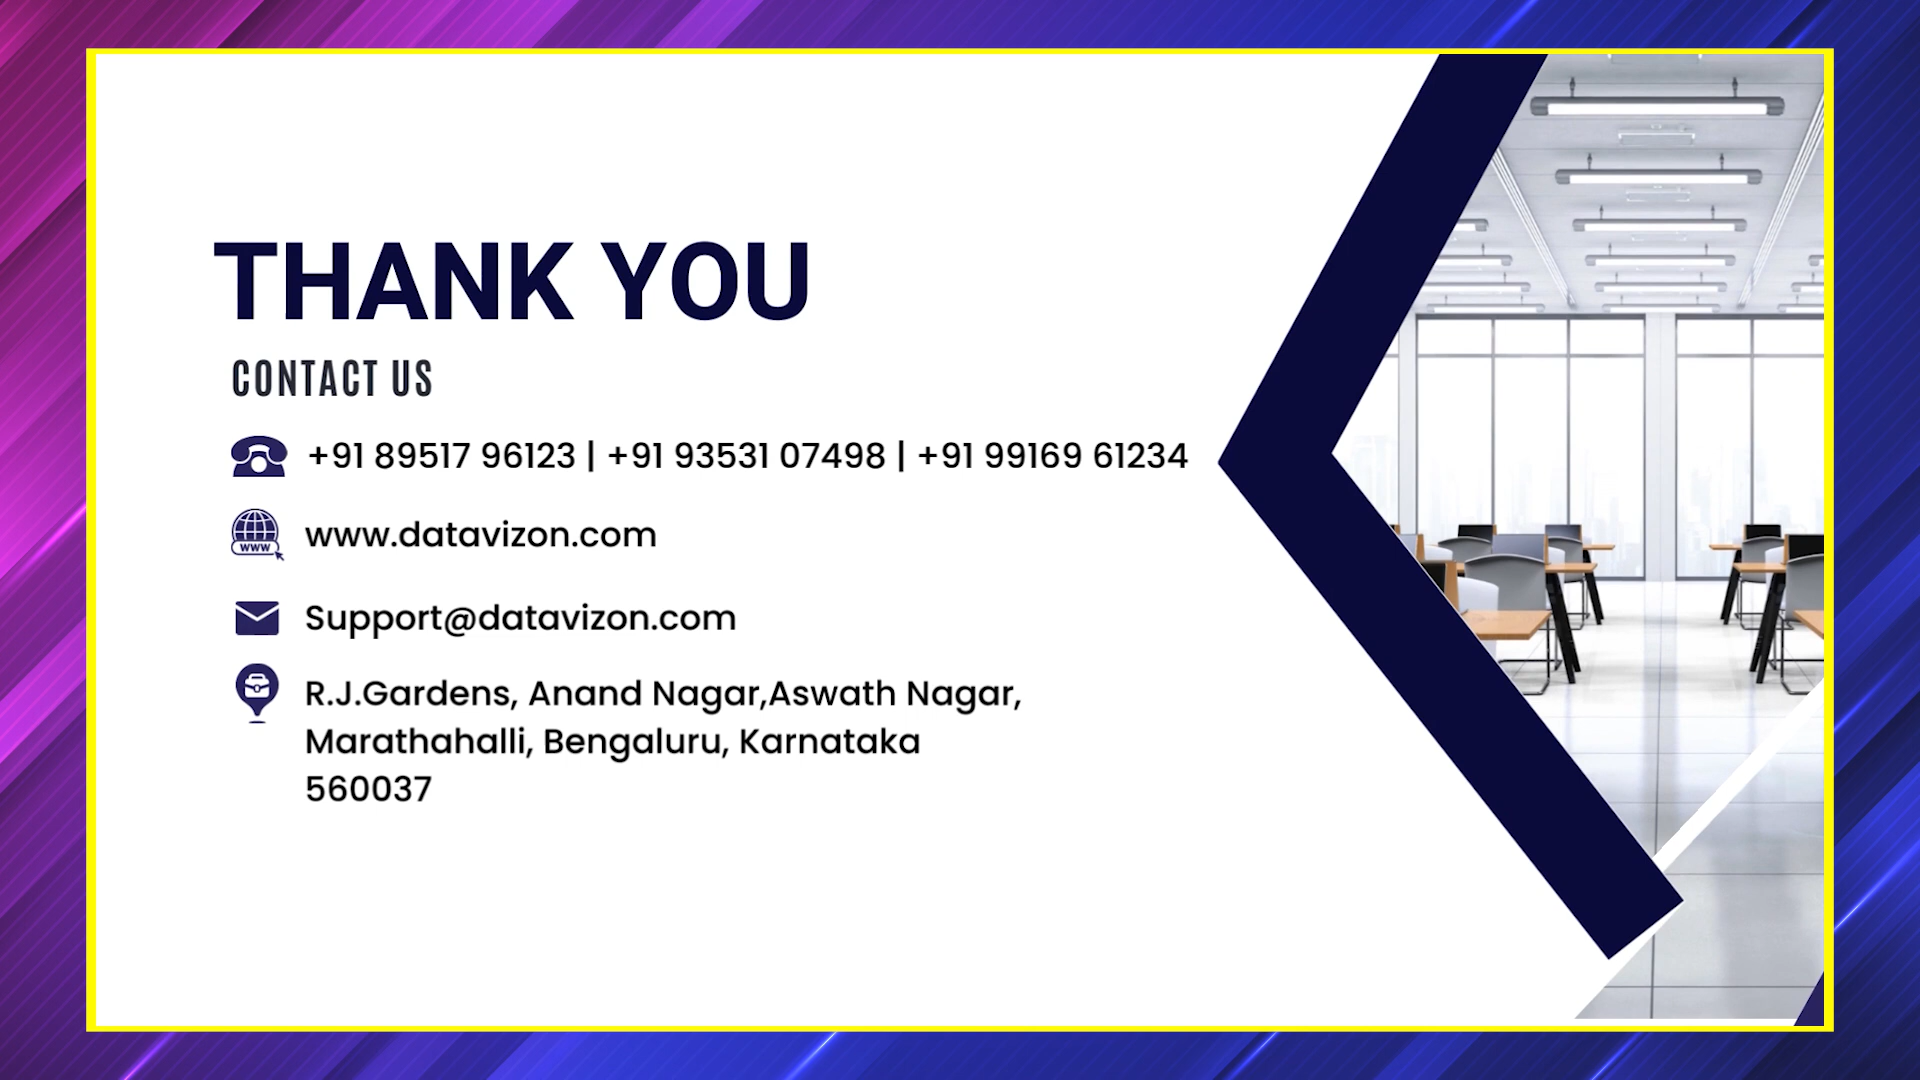 THANK YOU
CONTACT US
+91 89517 96123 | +91 93531 07498 | +91 99169 61234
www
www.datavizon.com
Support@datavizon.com
R.J.Gardens, Anand Nagar,Aswath Nagar,
Marathahalli, Bengaluru, Karnataka
560037